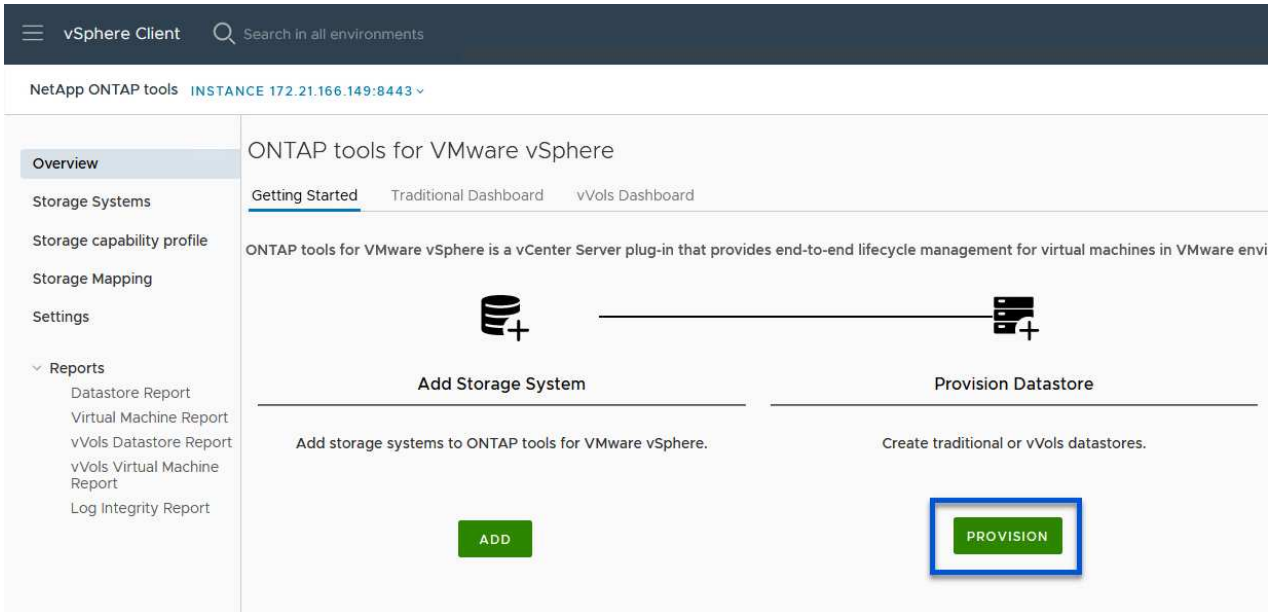 vSphere Client
Search in all environments
NetApp ONTAP tools INSTANCE 172.21.166.149:8443
Overview
Storage Systems
Storage capability profile
Storage Mapping
Settings
Reports
Datastore Report
Virtual Machine Report
vVols Datastore Report
vVols Virtual Machine
Report
Log Integrity Report
ONTAP tools for VMware vSphere
Getting Started Traditional Dashboard vVols Dashboard
ONTAP tools for VMware vSphere is a vCenter Server plug-in that provides end-to-end lifecycle management for virtual machines in VMware envi
Add Storage System
Add storage systems to ONTAP tools for VMware vSphere.
ADD
Provision Datastore
Create traditional or vVols datastores.
PROVISION